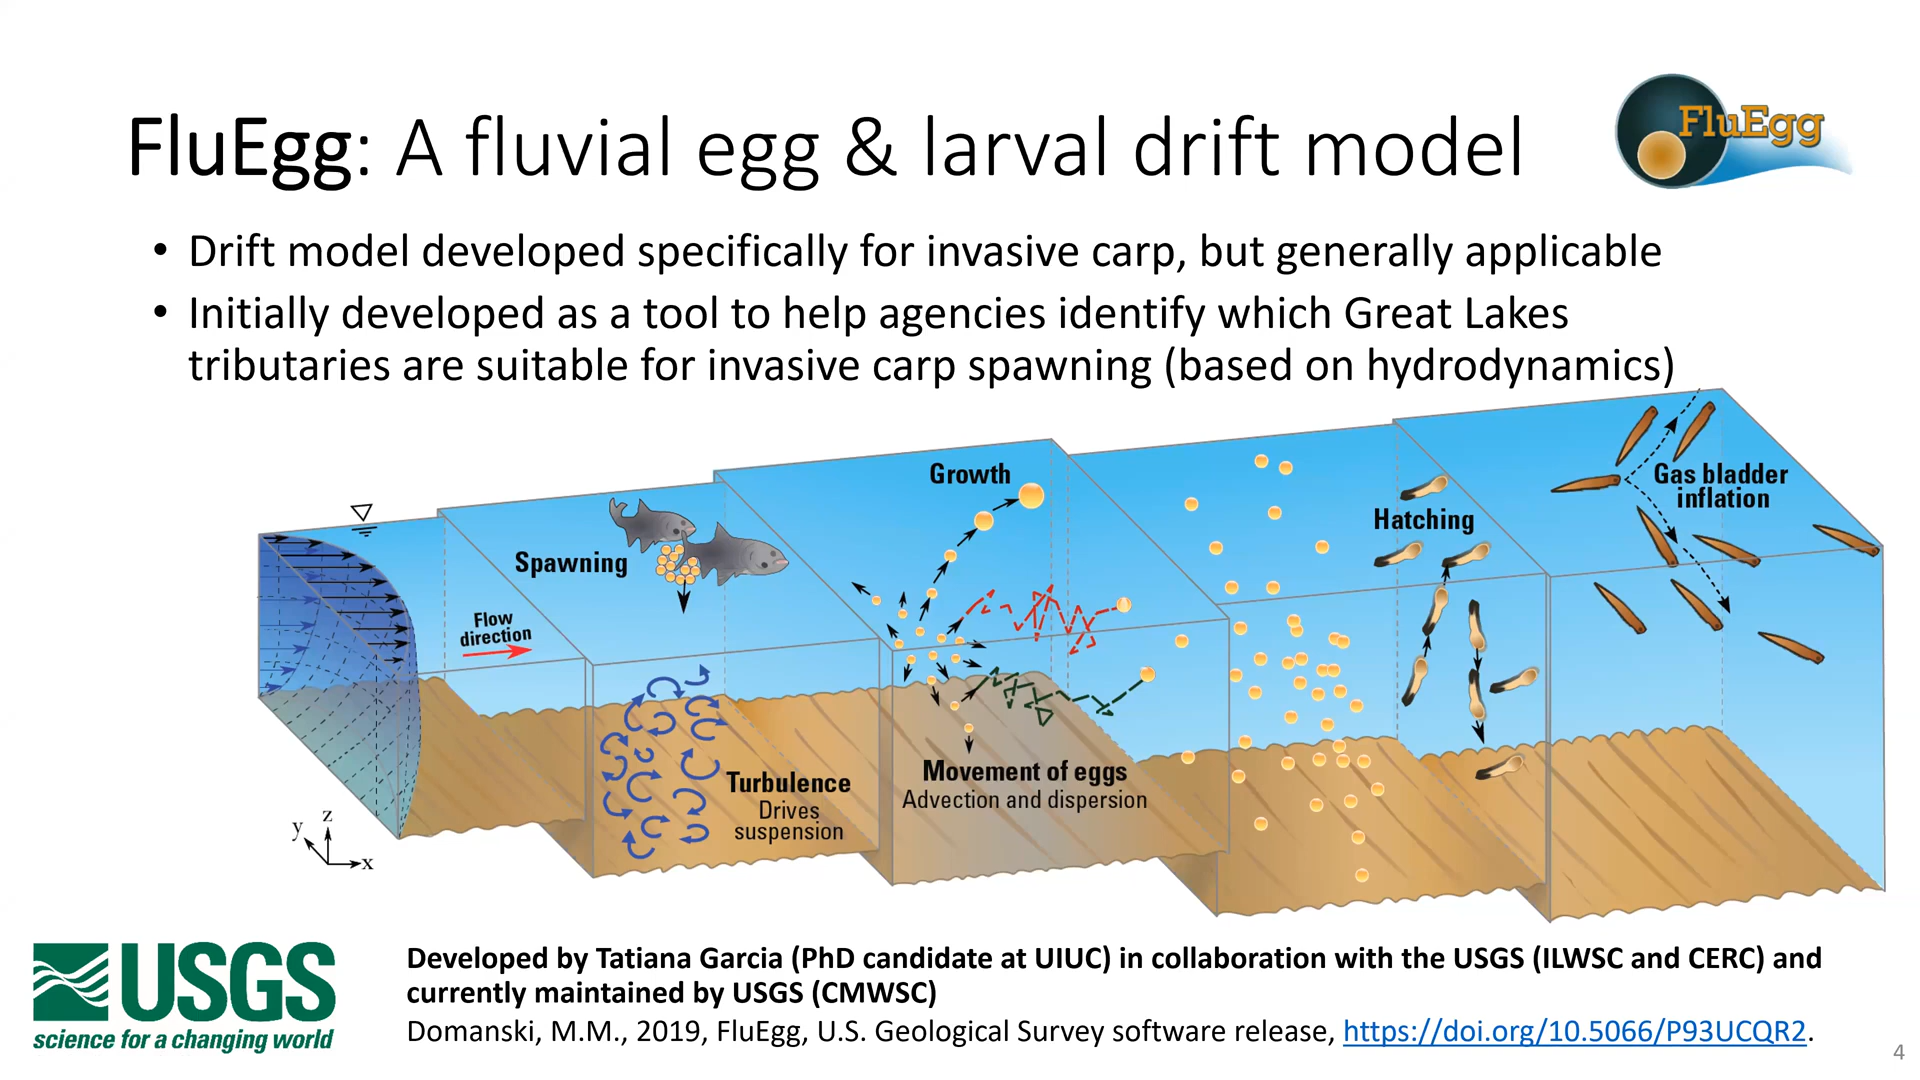 FluEgg: A fluvial egg & larval drift model
FluEgg
• Drift model developed specifically for invasive carp, but generally applicable
• Initially developed as a tool to help agencies identify which Great Lakes
tributaries are suitable for invasive carp spawning (based on hydrodynamics)
Growth
Gas bladder
inflation
Hatching
Spawning
Flow
direction
Turbulence
Drives
suspension
Movement of eggs
Advection and dispersion
y
z
x
USGS
science for a changing world
Developed by Tatiana Garcia (PhD candidate at UIUC) in collaboration with the USGS (ILWSC and CERC) and
currently maintained by USGS (CMWSC)
Domanski, M.M., 2019, FluEgg, U.S. Geological Survey software release, https://doi.org/10.5066/P93UCQR2.
4